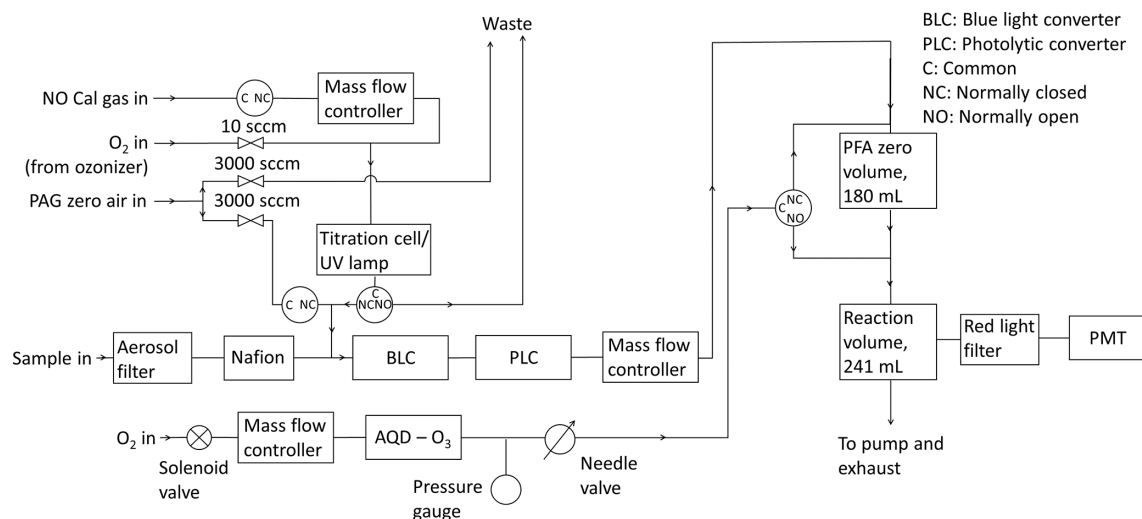 Waste
BLC: Blue light converter
PLC: Photolytic converter
C: Common
NC: Normally closed
NO: Normally open
NO Cal gas in
C NC
Mass flow
controller
10 sccm
O₂ in
(from ozonizer)
3000 sccm
PAG zero air in
3000 sccm
PFA zero
volume,
180 mL
C NC
NO
Titration cell/
UV lamp
C NC
C
NCNO
Sample in
Aerosol
filter
Nafion
BLC
PLC
Mass flow
controller
Reaction
volume,
241 mL
Red light
filter
PMT
O₂ in
Solenoid
valve
Mass flow
controller
AQD – O₃
Pressure
gauge
Needle
valve
To pump and
exhaust